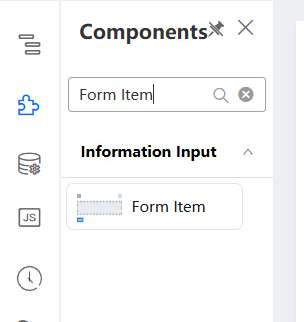 Components
Form Item
Information Input
Form Item
JS